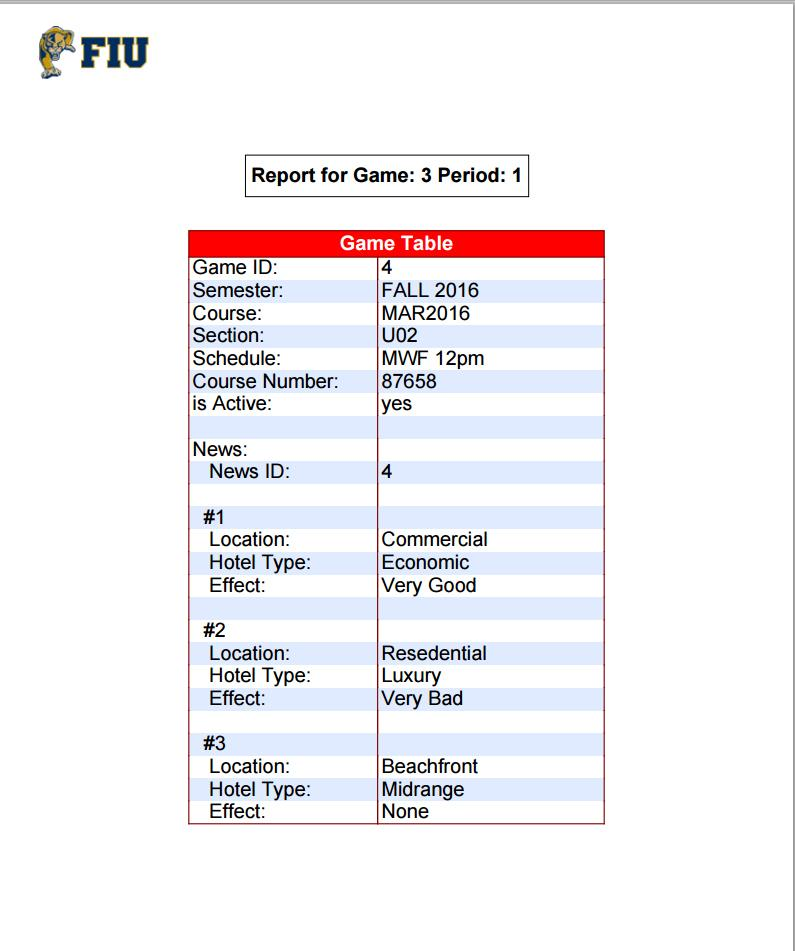 FIU
Report for Game: 3 Period: 1
Game Table
Game ID: 4
Semester: FALL 2016
Course: MAR2016
Section: U02
Schedule: MWF 12pm
Course Number: 87658
is Active: yes
News:
News ID: 4
#1
Location: Commercial
Hotel Type: Economic
Effect: Very Good
#2
Location: Resedential
Hotel Type: Luxury
Effect: Very Bad
#3
Location: Beachfront
Hotel Type: Midrange
Effect: None